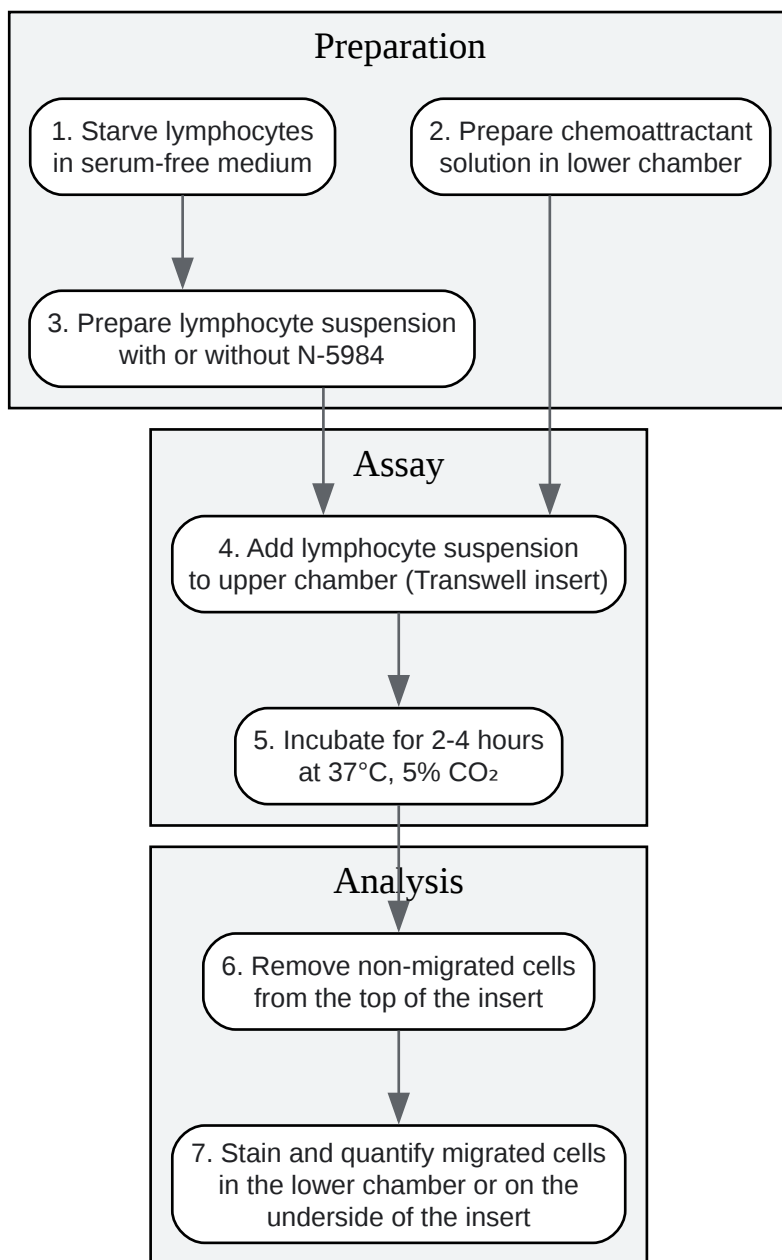 Preparation
1. Starve lymphocytes
in serum-free medium
2. Prepare chemoattractant
solution in lower chamber
3. Prepare lymphocyte suspension
with or without N-5984
Assay
4. Add lymphocyte suspension
to upper chamber (Transwell insert)
5. Incubate for 2-4 hours
at 37°C, 5% CO₂
Analysis
6. Remove non-migrated cells
from the top of the insert
7. Stain and quantify migrated cells
in the lower chamber or on the
underside of the insert